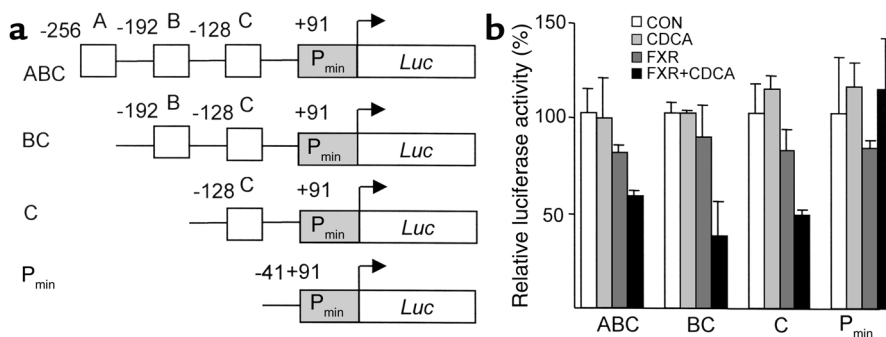 a
-256 A -192 B -128 C +91
ABC P min Luc
-192 B -128 C +91
BC P min Luc
-128 C +91
C P min Luc
-41 +91
P min P min Luc
b
Relative luciferase activity (%)
150
100
50
CON
CDCA
FXR
FXR+CDCA
ABC BC C P min